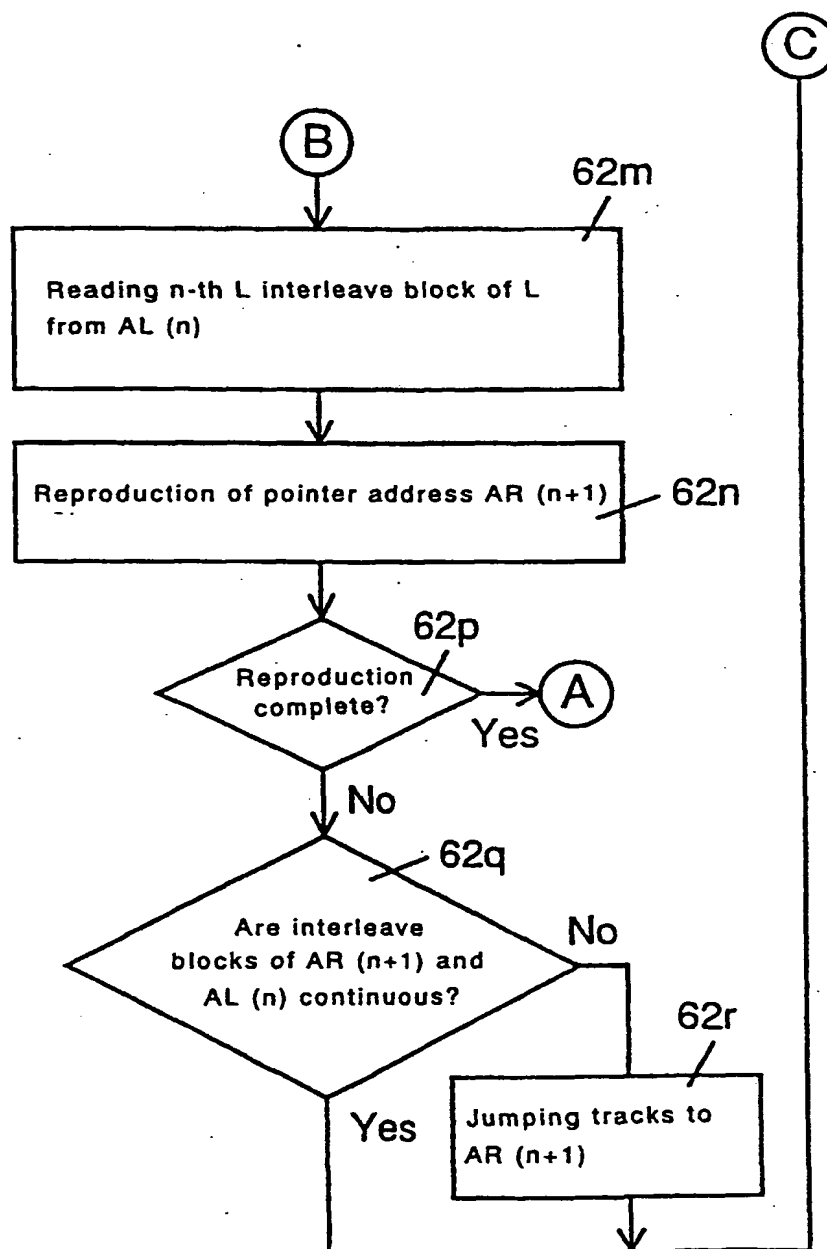 C
B
62m
Reading n-th L interleave block of L
from AL (n)
Reproduction of pointer address AR (n+1)
62n
62p
Reproduction
complete?
A
Yes
No
62q
Are interleave
blocks of AR (n+1) and
AL (n) continuous?
No
62r
Yes
Jumping tracks to
AR (n+1)